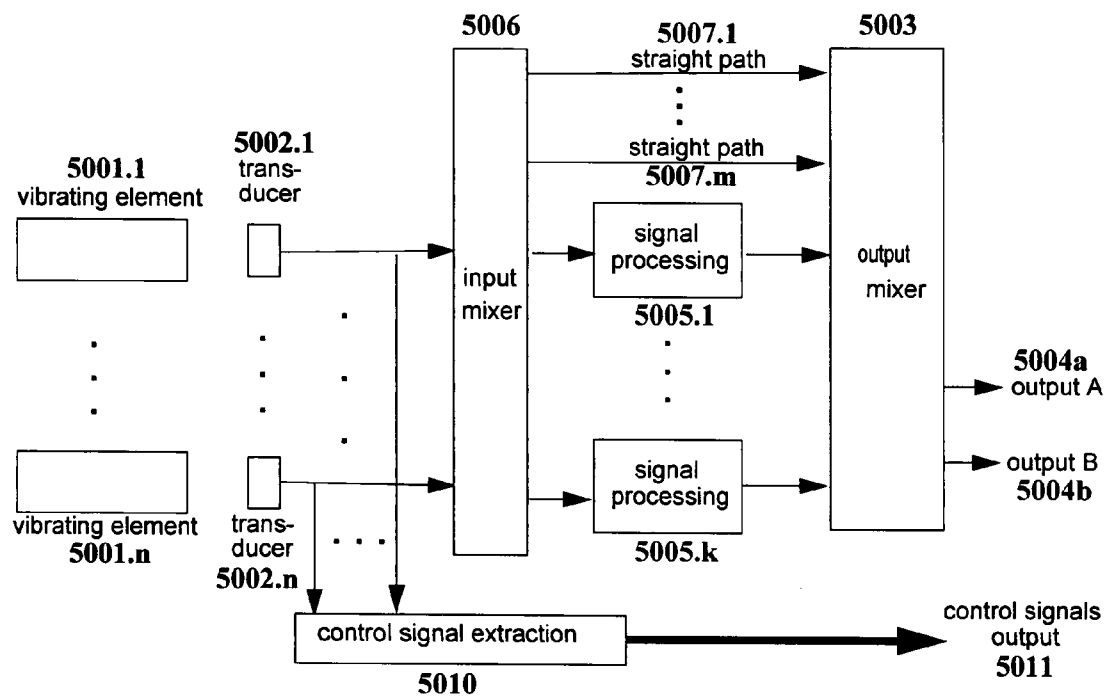 5006
5007.1
straight path
5003
5002.1
trans-
ducer
5001.1
vibrating element
straight path
5007.m
signal
processing
5005.1
input
mixer
output
mixer
5004a
output A
output B
5004b
signal
processing
5005.k
vibrating element
5001.n
trans-
ducer
5002.n
control signal extraction
5010
control signals
output
5011